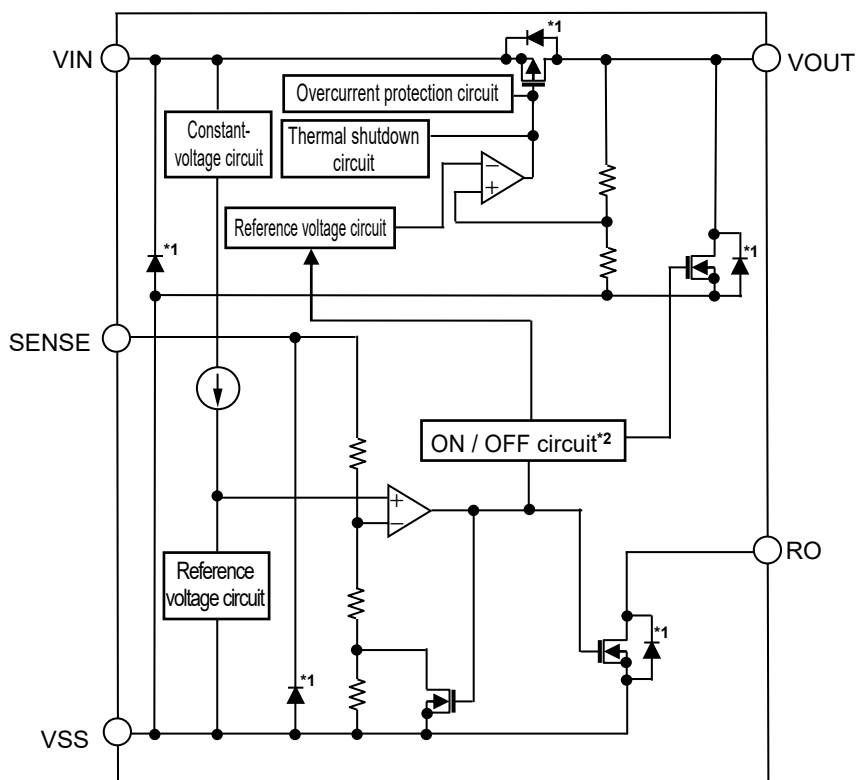 *1
VIN
VOUT
Overcurrent protection circuit
Constant-
voltage circuit
Thermal shutdown
circuit
−
+
Reference voltage circuit
*1
*1
SENSE
ON / OFF circuit*2
+
−
RO
Reference
voltage circuit
*1
*1
VSS